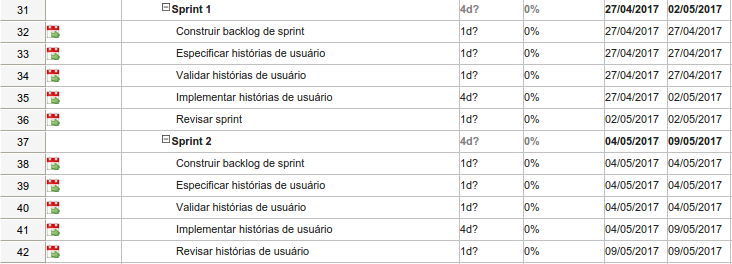 31 Sprint 1 4d? 0% 27/04/2017 02/05/2017
32 Construir backlog de sprint 1d? 0% 27/04/2017 27/04/2017
33 Especificar histórias de usuário 1d? 0% 27/04/2017 27/04/2017
34 Validar histórias de usuário 1d? 0% 27/04/2017 27/04/2017
35 Implementar histórias de usuário 4d? 0% 27/04/2017 02/05/2017
36 Revisar sprint 1d? 0% 02/05/2017 02/05/2017
37 Sprint 2 4d? 0% 04/05/2017 09/05/2017
38 Construir backlog de sprint 1d? 0% 04/05/2017 04/05/2017
39 Especificar histórias de usuário 1d? 0% 04/05/2017 04/05/2017
40 Validar histórias de usuário 1d? 0% 04/05/2017 04/05/2017
41 Implementar histórias de usuário 4d? 0% 04/05/2017 09/05/2017
42 Revisar histórias de usuário 1d? 0% 09/05/2017 09/05/2017